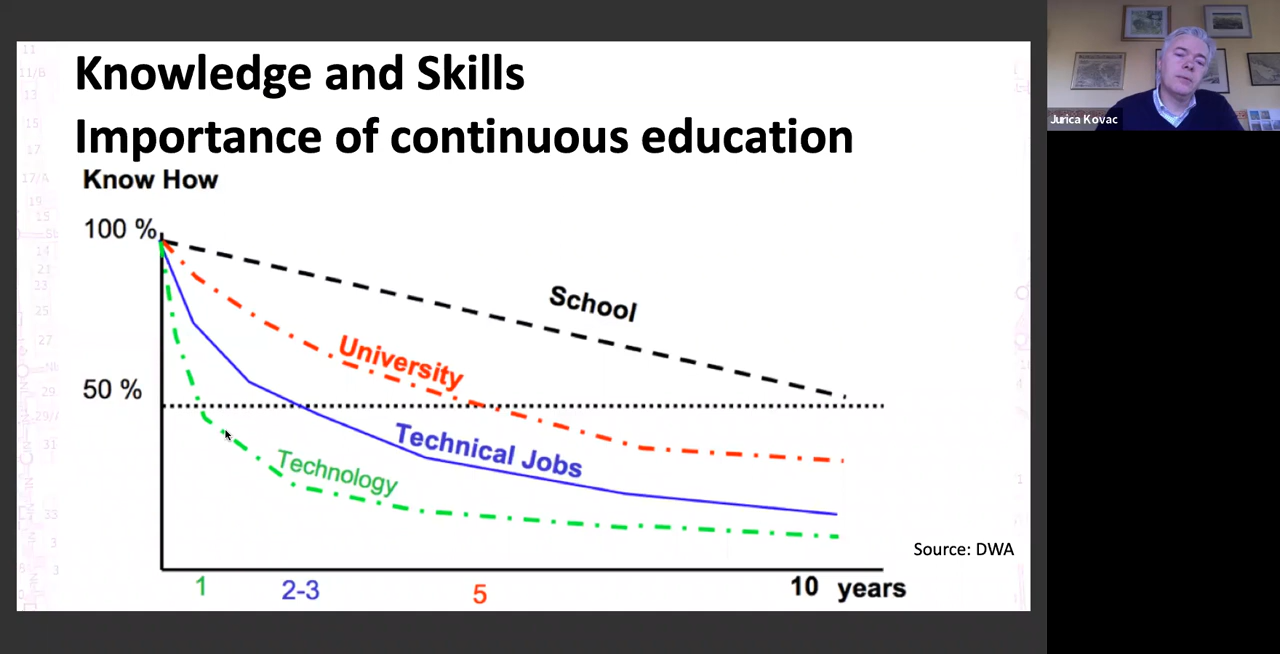 Knowledge and Skills
Importance of continuous education
Know How
100 %
School
University
50 %
Technical Jobs
Technology
Source: DWA
1
2-3
5
10 years
Jurica Kovac